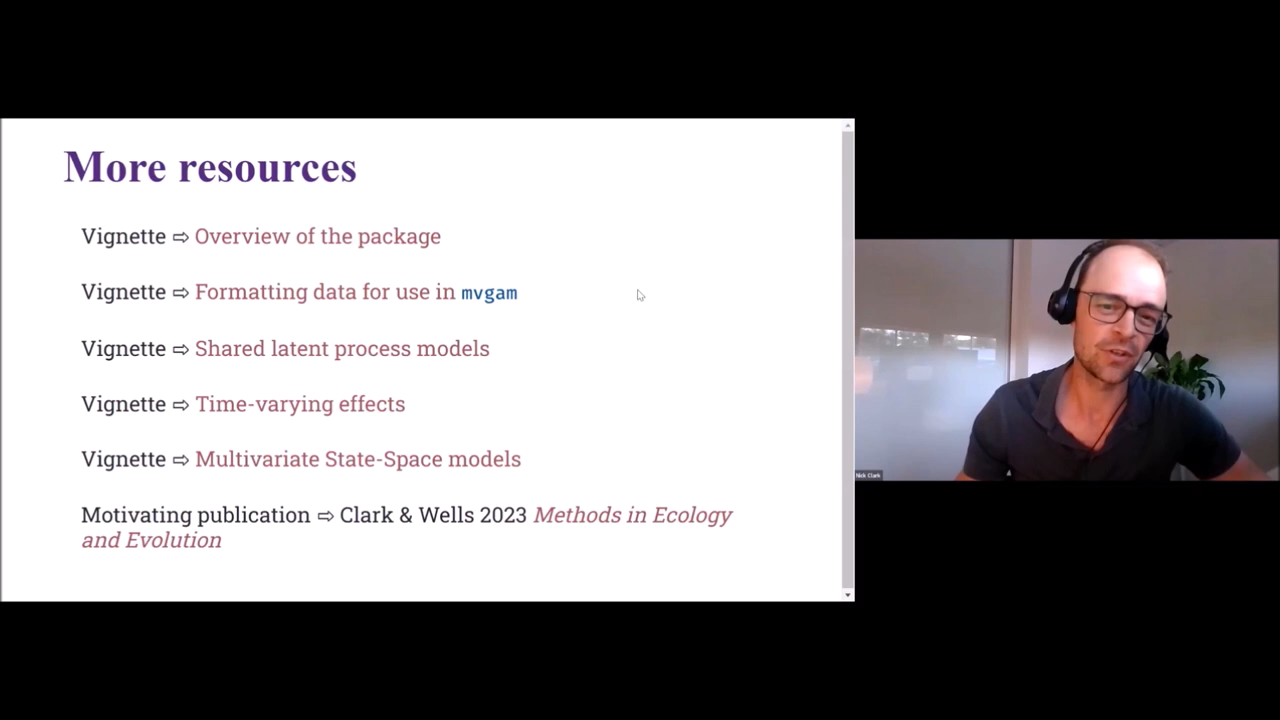 More resources
Vignette ⇨ Overview of the package
Vignette ⇨ Formatting data for use in mvgam
Vignette ⇨ Shared latent process models
Vignette ⇨ Time-varying effects
Vignette ⇨ Multivariate State-Space models
Motivating publication ⇨ Clark & Wells 2023 Methods in Ecology
and Evolution
Nick Clark